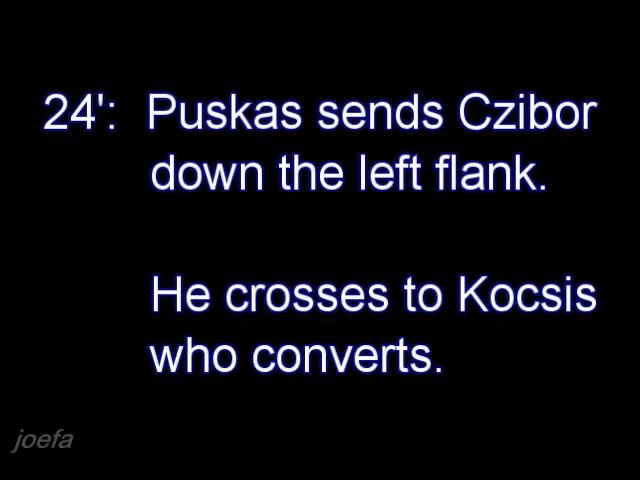 24': Puskas sends Czibor
down the left flank.
He crosses to Kocsis
who converts.
joefa